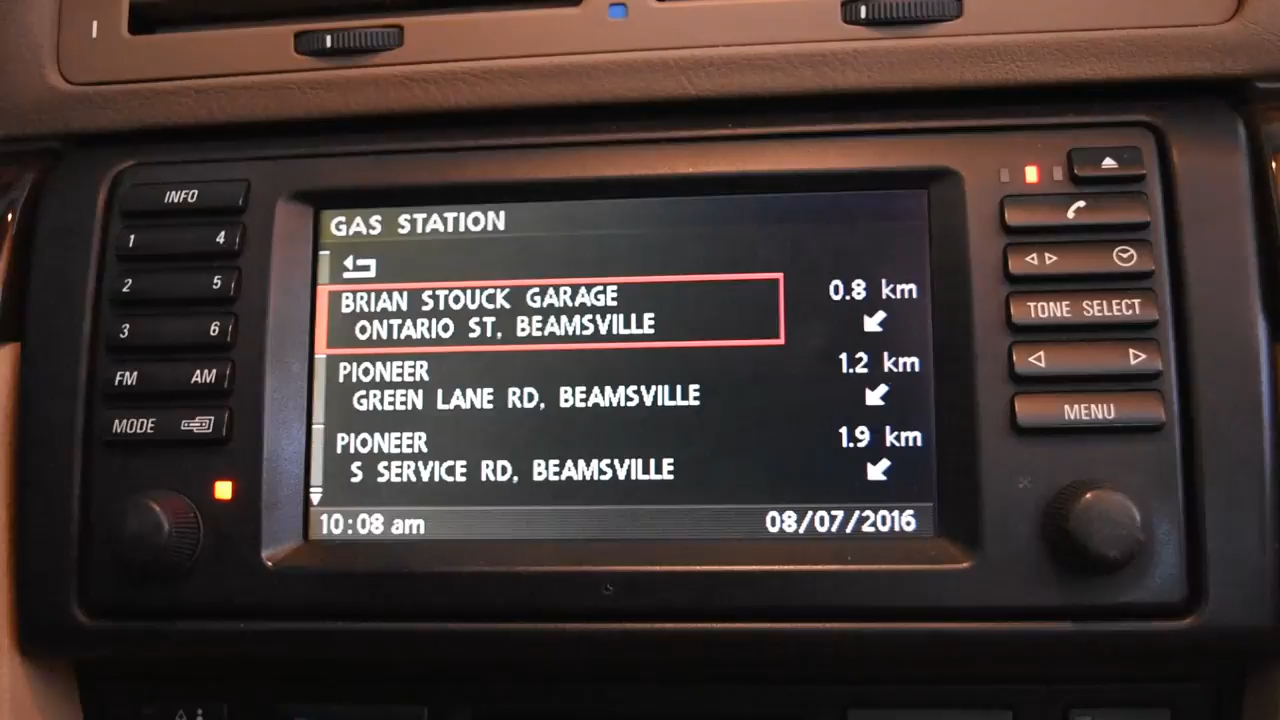 INFO
1 4
2 5
3 6
FM AM
MODE
GAS STATION
BRIAN STOUCK GARAGE
ONTARIO ST, BEAMSVILLE
0.8 km
PIONEER
GREEN LANE RD, BEAMSVILLE
1.2 km
PIONEER
S SERVICE RD, BEAMSVILLE
1.9 km
10:08 am
08/07/2016
TONE SELECT
MENU